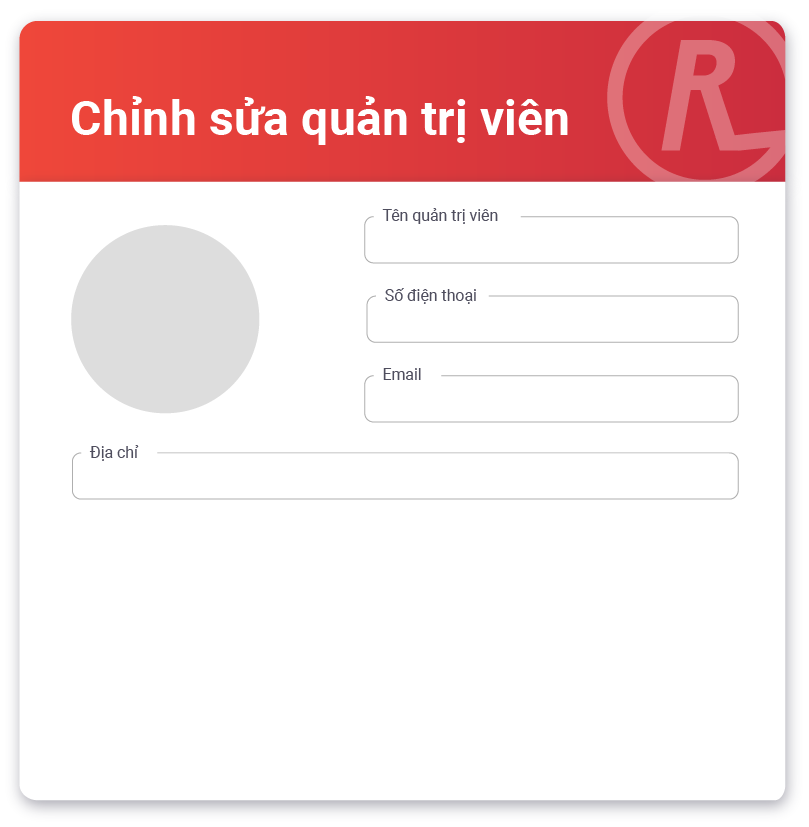 Chỉnh sửa quản trị viên
R
Tên quản trị viên
Số điện thoại
Email
Địa chỉ